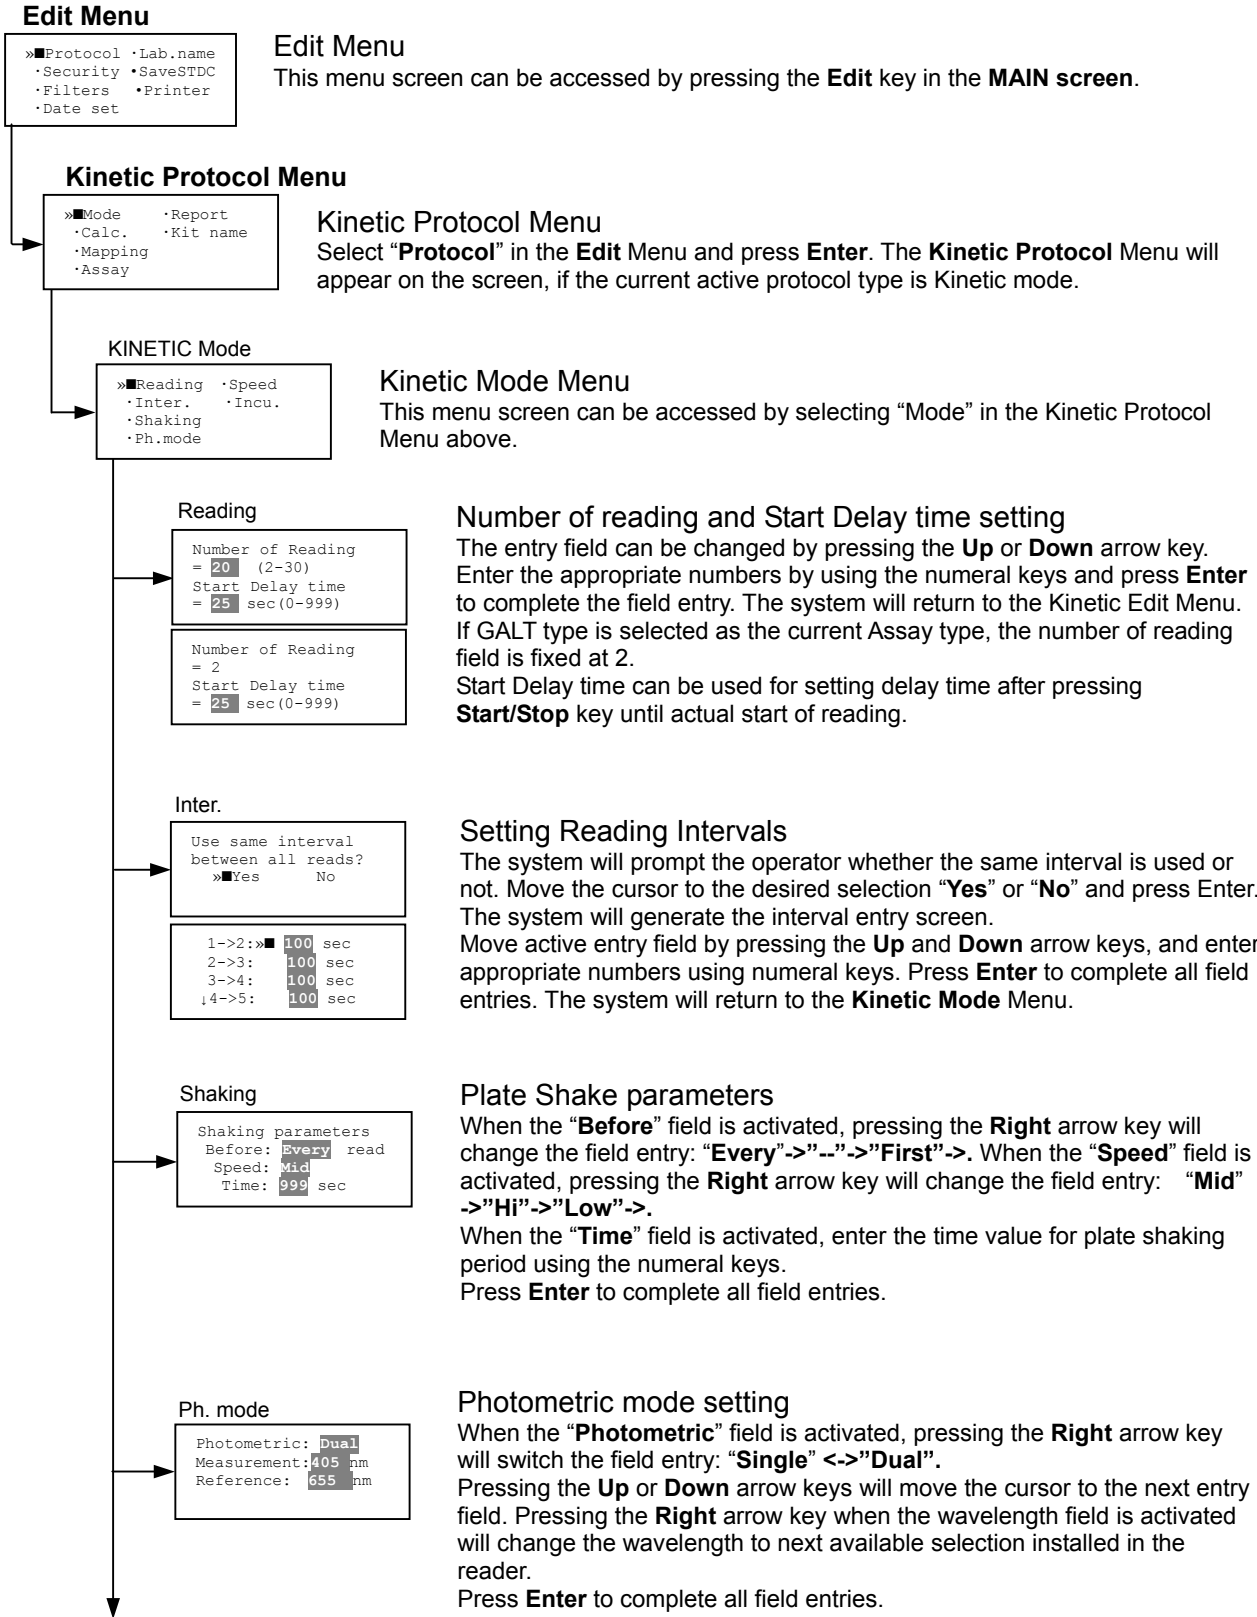 Edit Menu
»■Protocol ·Lab.name
·Security •SaveSTDC
·Filters •Printer
·Date set
Edit Menu
This menu screen can be accessed by pressing the Edit key in the MAIN screen.
Kinetic Protocol Menu
»■Mode ·Report
·Calc. ·Kit name
·Mapping
·Assay
Kinetic Protocol Menu
Select “Protocol” in the Edit Menu and press Enter. The Kinetic Protocol Menu will
appear on the screen, if the current active protocol type is Kinetic mode.
KINETIC Mode
»■Reading ·Speed
·Inter. ·Incu.
·Shaking
·Ph.mode
Kinetic Mode Menu
This menu screen can be accessed by selecting “Mode” in the Kinetic Protocol
Menu above.
Reading
Number of Reading
= 20 (2-30)
Start Delay time
= 25 sec(0-999)
Number of Reading
= 2
Start Delay time
= 25 sec(0-999)
Number of reading and Start Delay time setting
The entry field can be changed by pressing the Up or Down arrow key.
Enter the appropriate numbers by using the numeral keys and press Enter
to complete the field entry. The system will return to the Kinetic Edit Menu.
If GALT type is selected as the current Assay type, the number of reading
field is fixed at 2.
Start Delay time can be used for setting delay time after pressing
Start/Stop key until actual start of reading.
Inter.
Use same interval
between all reads?
»■Yes No
1->2:»■ 100 sec
2->3: 100 sec
3->4: 100 sec
↓4->5: 100 sec
Setting Reading Intervals
The system will prompt the operator whether the same interval is used or
not. Move the cursor to the desired selection “Yes” or “No” and press Enter.
The system will generate the interval entry screen.
Move active entry field by pressing the Up and Down arrow keys, and enter
appropriate numbers using numeral keys. Press Enter to complete all field
entries. The system will return to the Kinetic Mode Menu.
Shaking
Shaking parameters
Before: Every read
Speed: Mid
Time: 999 sec
Plate Shake parameters
When the “Before” field is activated, pressing the Right arrow key will
change the field entry: “Every”->”--”->”First”->. When the “Speed” field is
activated, pressing the Right arrow key will change the field entry: “Mid”
->”Hi”->”Low”->.
When the “Time” field is activated, enter the time value for plate shaking
period using the numeral keys.
Press Enter to complete all field entries.
Ph. mode
Photometric: Dual
Measurement:405 nm
Reference: 655 nm
Photometric mode setting
When the “Photometric” field is activated, pressing the Right arrow key
will switch the field entry: “Single” <->”Dual”.
Pressing the Up or Down arrow keys will move the cursor to the next entry
field. Pressing the Right arrow key when the wavelength field is activated
will change the wavelength to next available selection installed in the
reader.
Press Enter to complete all field entries.